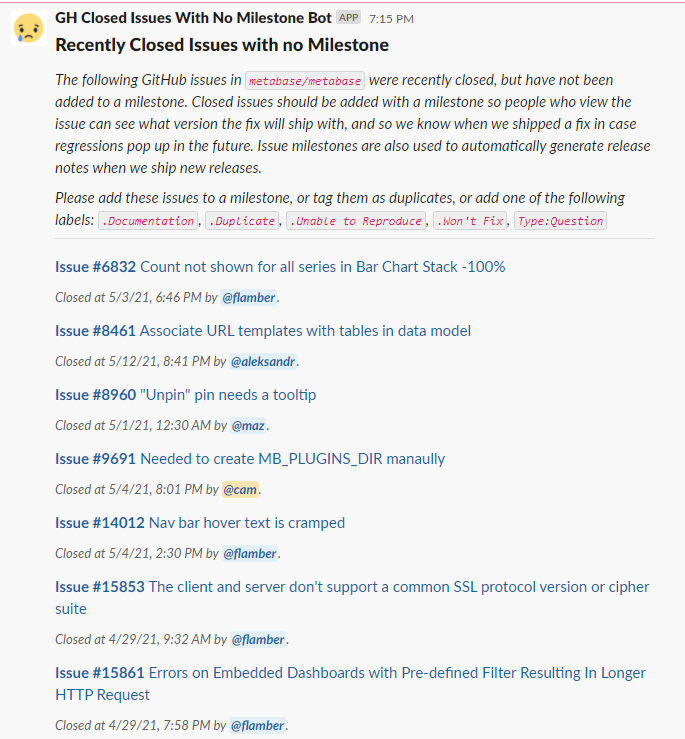 GH Closed Issues With No Milestone Bot APP 7:15 PM
Recently Closed Issues with no Milestone
The following GitHub issues in metabase/metabase were recently closed, but have not been
added to a milestone. Closed issues should be added with a milestone so people who view the
issue can see what version the fix will ship with, and so we know when we shipped a fix in case
regressions pop up in the future. Issue milestones are also used to automatically generate release
notes when we ship new releases.
Please add these issues to a milestone, or tag them as duplicates, or add one of the following
labels: .Documentation, .Duplicate, .Unable to Reproduce, .Won't Fix, Type:Question
Issue #6832 Count not shown for all series in Bar Chart Stack -100%
Closed at 5/3/21, 6:46 PM by @flamber.
Issue #8461 Associate URL templates with tables in data model
Closed at 5/12/21, 8:41 PM by @aleksandr.
Issue #8960 "Unpin" pin needs a tooltip
Closed at 5/1/21, 12:30 AM by @maz.
Issue #9691 Needed to create MB_PLUGINS_DIR manaully
Closed at 5/4/21, 8:01 PM by @cam.
Issue #14012 Nav bar hover text is cramped
Closed at 5/4/21, 2:30 PM by @flamber.
Issue #15853 The client and server don't support a common SSL protocol version or cipher
suite
Closed at 4/29/21, 9:32 AM by @flamber.
Issue #15861 Errors on Embedded Dashboards with Pre-defined Filter Resulting In Longer
HTTP Request
Closed at 4/29/21, 7:58 PM by @flamber.